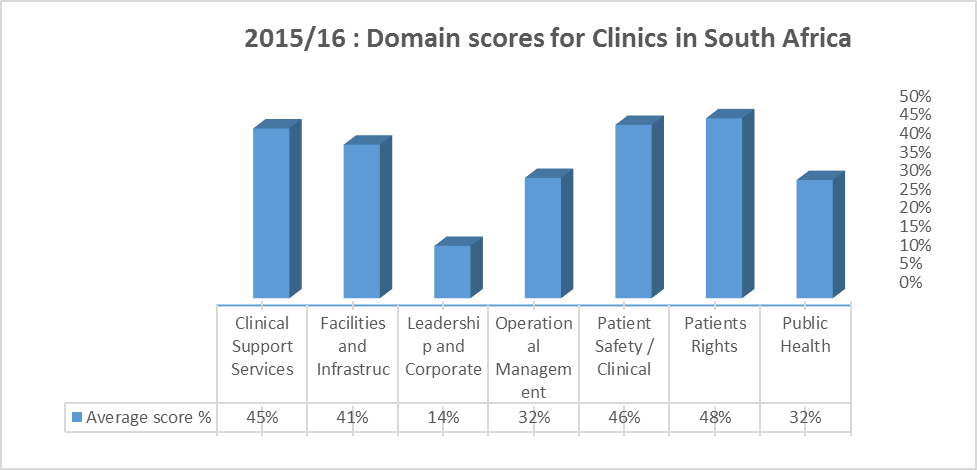 2015/16 : Domain scores for Clinics in South Africa
50%
45%
40%
35%
30%
25%
20%
15%
10%
5%
0%
Clinical
Support
Services
Facilities
and
Infrastruc
Leadershi
p and
Corporate
Operation
al
Managem
ent
Patient
Safety /
Clinical
Patients
Rights
Public
Health
Average score % 45% 41% 14% 32% 46% 48% 32%